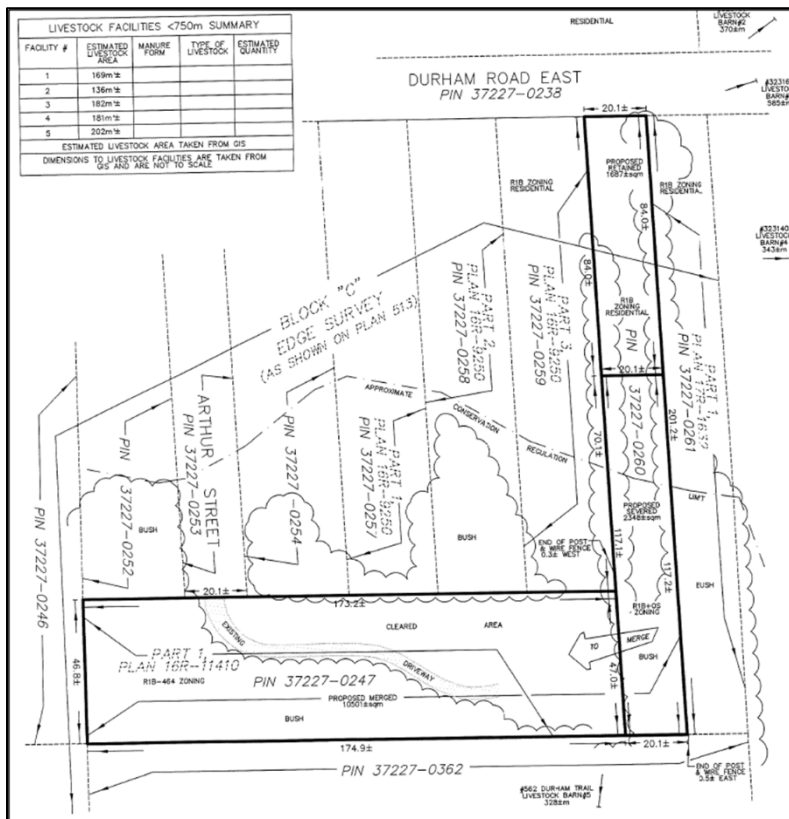 LIVESTOCK FACILITIES <750m SUMMARY
FACILITY # ESTIMATED LIVESTOCK AREA MANURE FORM TYPE OF LIVESTOCK ESTIMATED QUANTITY
1 169m²±
2 136m²±
3 182m²±
4 181m²±
5 202m²±
ESTIMATED LIVESTOCK AREA TAKEN FROM GIS
DIMENSIONS TO LIVESTOCK FACILITIES ARE TAKEN FROM
GIS AND ARE NOT TO SCALE
RESIDENTIAL
LIVESTOCK
BARN#2
370±m
DURHAM ROAD EAST
PIN 37227-0238
20.1±
585±m
PROPOSED
RETAINED
1687±sqm
R1B ZONING
RESIDENTIAL
R1B ZONING
RESIDENTIAL
84.0±
84.0±
#323140
LIVESTOCK
BARN#4
343±m
BLOCK "C"
EDGE SURVEY
(AS SHOWN ON PLAN 513)
PART 2,
PLAN 16R-9250
PIN 37227-0258
PART 3,
PLAN 16R-9250
PIN 37227-0259
R1B
ZONING
RESIDENTIAL
PIN
37227-0260
20.1±
PART 1,
PLAN 17R-1632
PIN 37227-0261
201.2±
APPROXIMATE
CONSERVATION
REGULATION
LIMIT
ARTHUR STREET
PIN 37227-0253
PIN 37227-0254
PART 1,
PLAN 16R-9250
PIN 37227-0257
PIN
37227-0252
PIN 37227-0246
70.1±
PROPOSED
SEVERED
2348±sqm
117.1±
117.2±
BUSH
BUSH
BUSH
END OF POST
& WIRE FENCE
0.3± WEST
20.1±
173.2±
R1B+OS
ZONING
CLEARED AREA
EXISTING
DRIVEWAY
TO MERGE
BUSH
46.8±
47.0±
PART 1,
PLAN 16R-11410
R1B-464 ZONING
PIN 37227-0247
PROPOSED MERGED
10501±sqm
BUSH
174.9±
20.1±
PIN 37227-0362
END OF POST
& WIRE FENCE
3.5± EAST
#562 DURHAM TRAIL
LIVESTOCK BARN#5
328±m